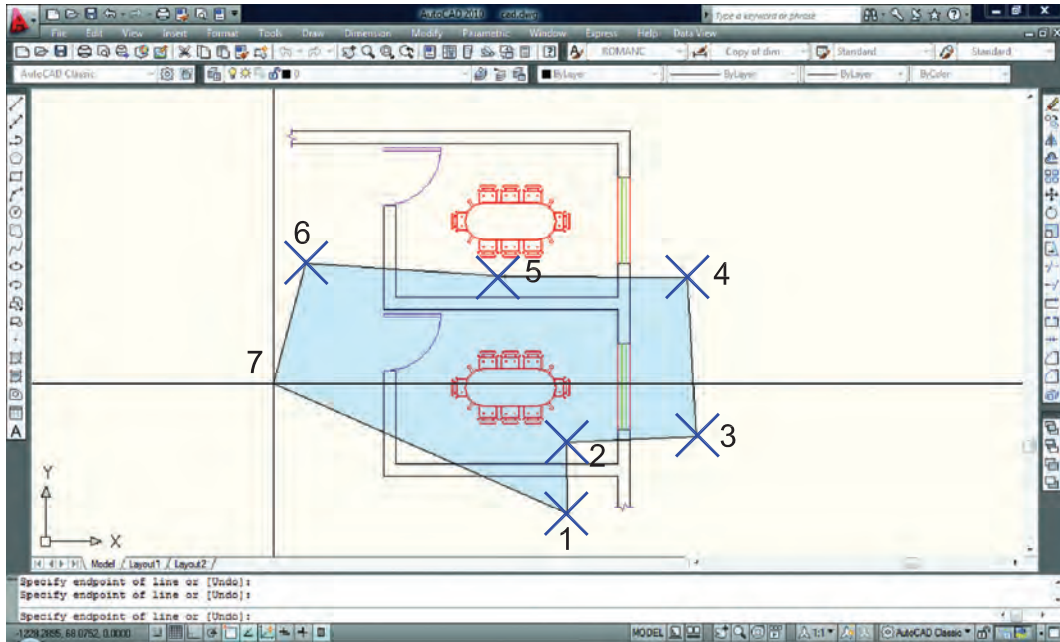 AutoCAD 2010 cad.dwg
Type a keyword or phrase
File Edit View Insert Format Tools Draw Dimension Modify Parametric Window Express Help Data View
ROMANC Copy of dim Standard Standard
AutoCAD Classic 0 ByLayer ByLayer ByLayer ByColor
6
5
4
7
2
3
1
Y
X
A
Model Layout1 Layout2
Specify endpoint of line or [Undo]:
Specify endpoint of line or [Undo]:
Specify endpoint of line or [Undo]:
MODEL 1:1 AutoCAD Classic